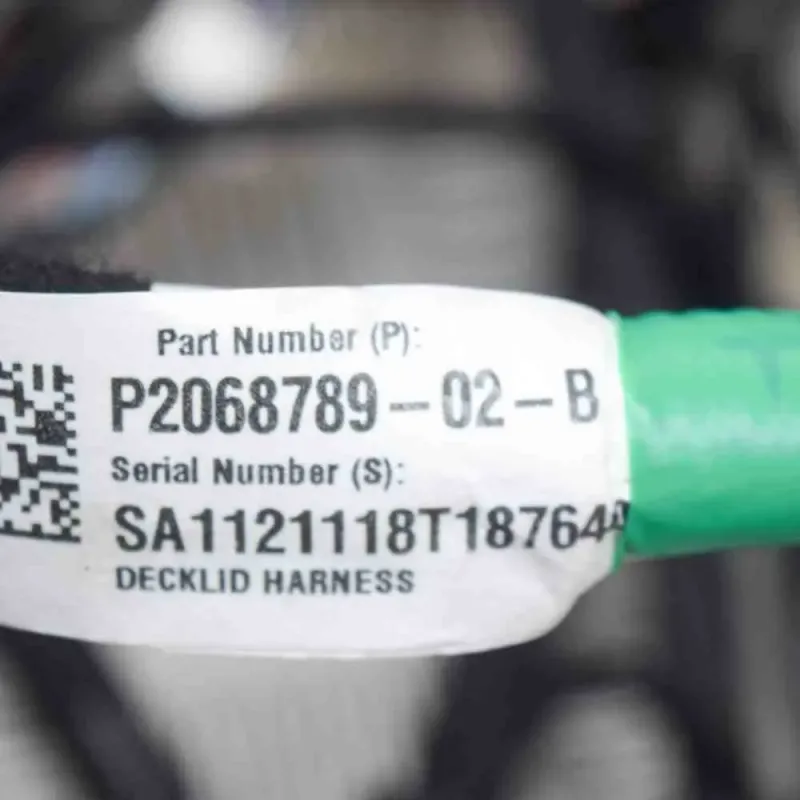 Part Number (P):
P2068789-02-B
Serial Number (S):
SA1121118T18764
DECKLID HARNESS